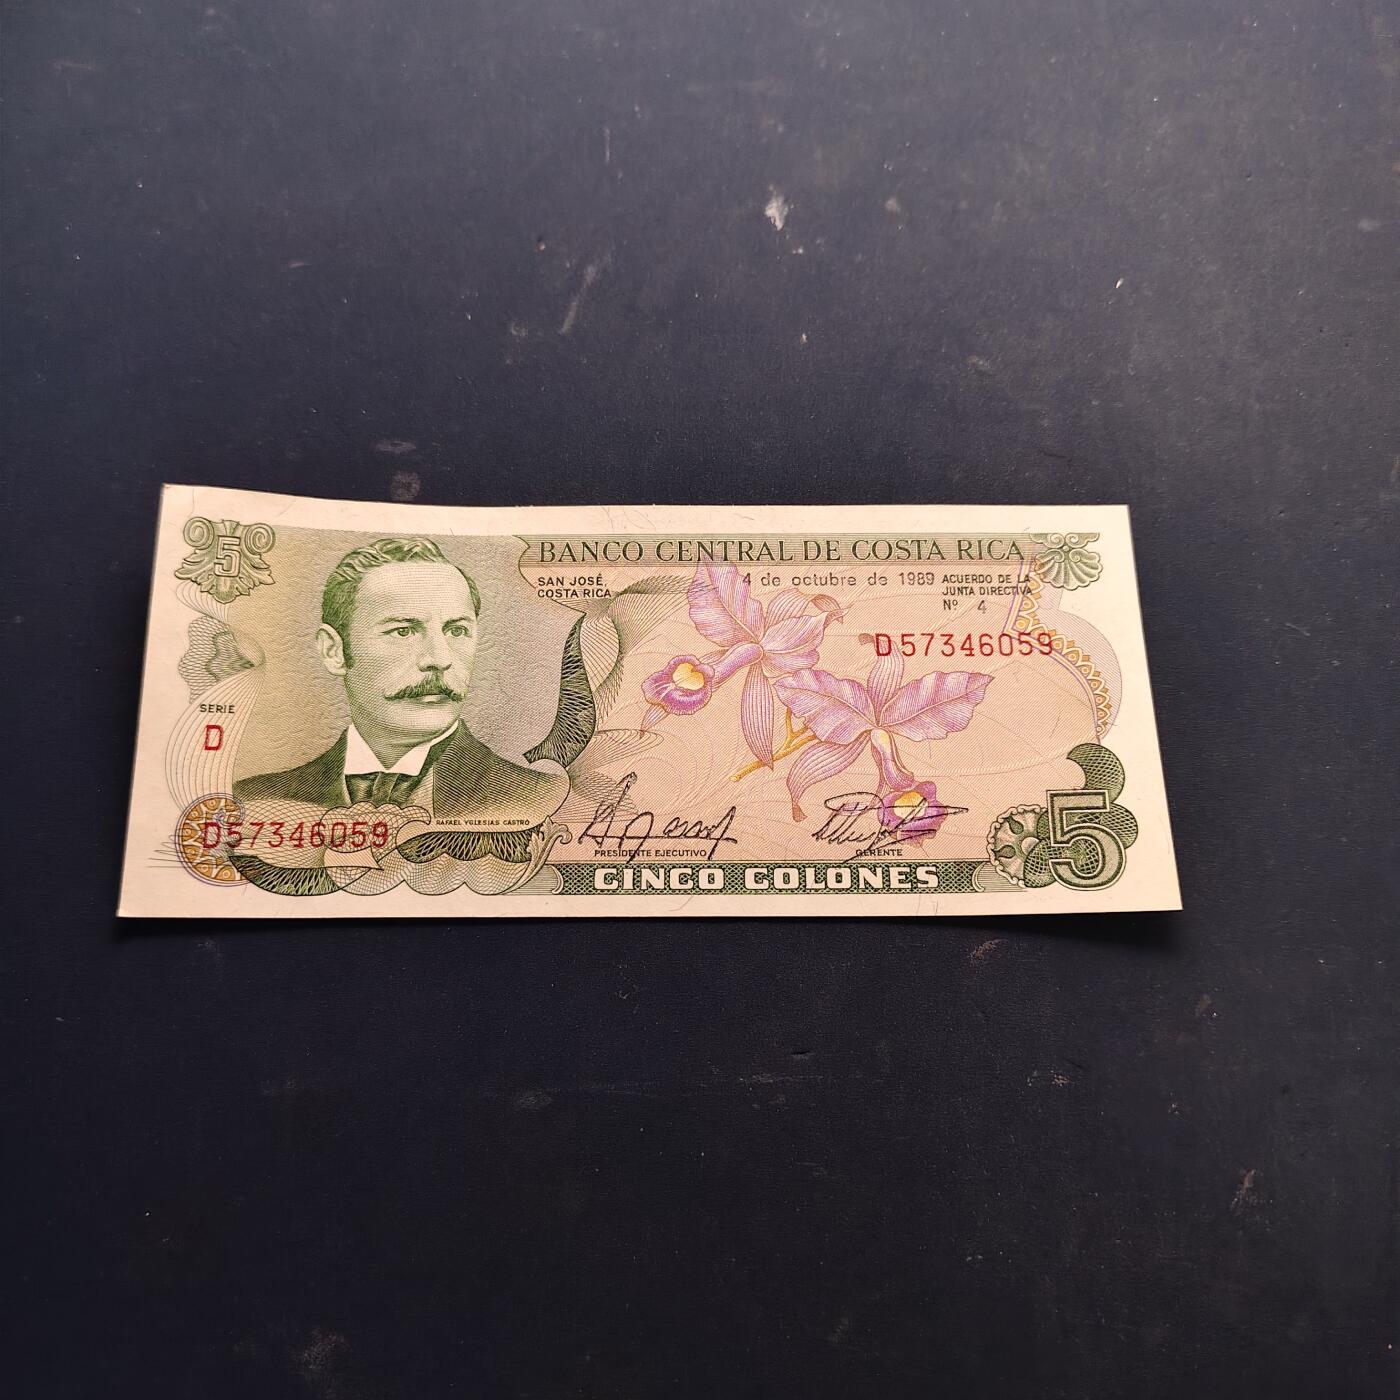 5
BANCO CENTRAL DE COSTA RICA
SAN JOSÉ,
COSTA RICA
4 de octubre de 1989
ACUERDO DE LA
JUNTA DIRECTIVA
Nº 4
D57346059
SERIE
D
D57346059
RAFAEL YGLESIAS CASTRO
PRESIDENTE EJECUTIVO
GERENTE
CINCO COLONES
5